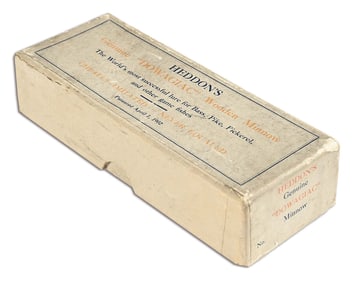 HEDDON'S
Genuine "DOWAGIAC" Wooden Minnow
The World's most successful lure for Bass, Pike, Pickerel,
and other game fishes
Patented April 1, 1902
HEDDON'S
Genuine
"DOWAGIAC"
Minnow
No.